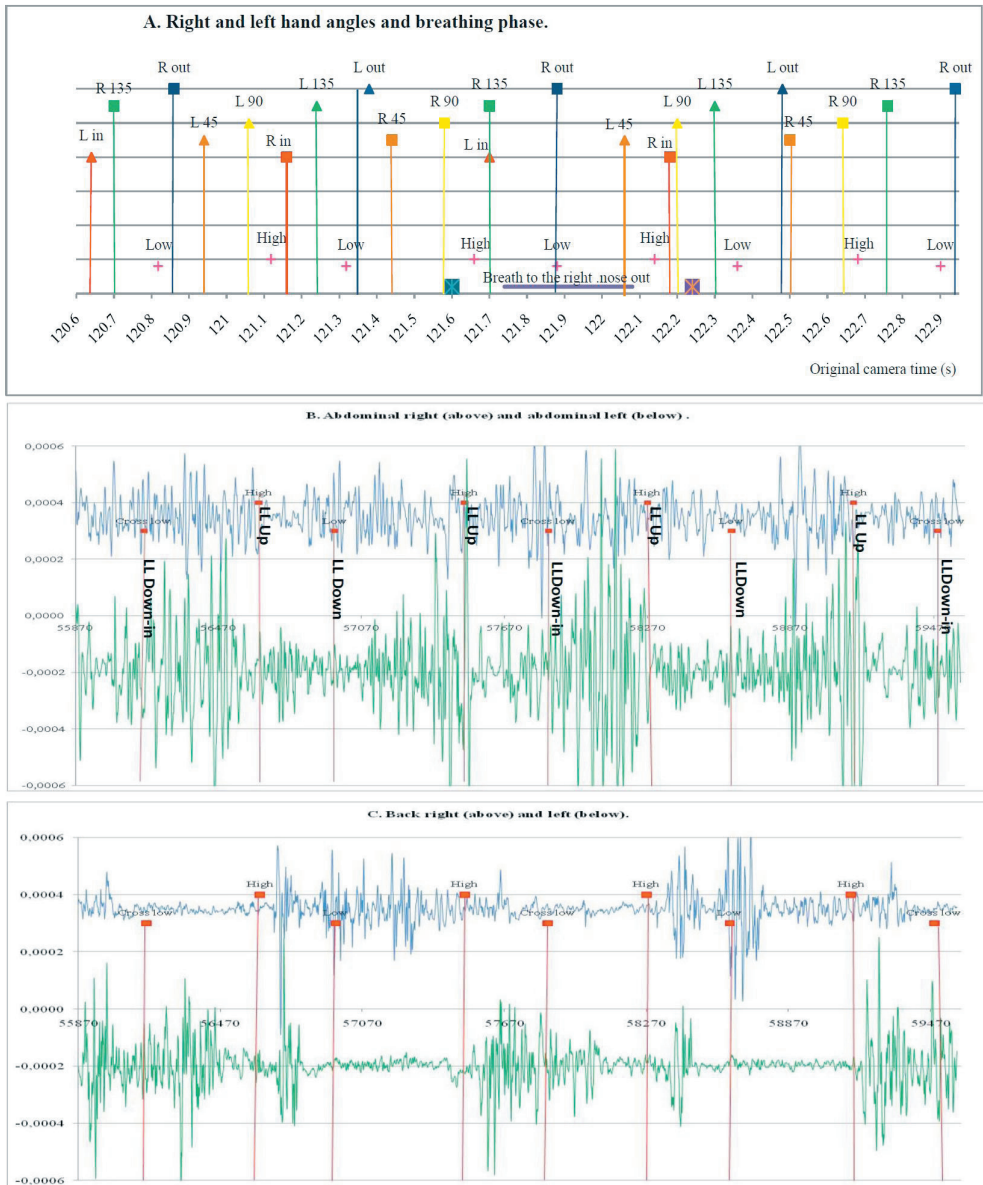 A. Right and left hand angles and breathing phase.
R out L out R out L out R out
R 135 L 135 R 135 L 135 R 135
L 90 R 90 L 90 R 90
L 45 R 45 L 45 R 45
L in R in L in R in
High High High High
Low Low Low Low Low
Breath to the right .nose out
120.6 120.7 120.8 120.9 121 121.1 121.2 121.3 121.4 121.5 121.6 121.7 121.8 121.9 122 122.1 122.2 122.3 122.4 122.5 122.6 122.7 122.8 122.9
Original camera time (s)
B. Abdominal right (above) and abdominal left (below) .
0,0006
High High High High
0,0004
Cross low Low Cross low Low Cross low
LL Up LL Up LL Up LL Up
0,0002
LL Down-in LL Down LLDown-in LLDown LLDown-in
0,0000
55870 56470 57070 57670 58270 58870 59470
-0,0002
-0,0004
-0,0006
C. Back right (above) and left (below).
0,0006
High High High High
0,0004
Cross low Low Cross low Low Cross low
0,0002
0,0000
55870 56470 57070 57670 58270 58870 59470
-0,0002
-0,0004
-0,0006